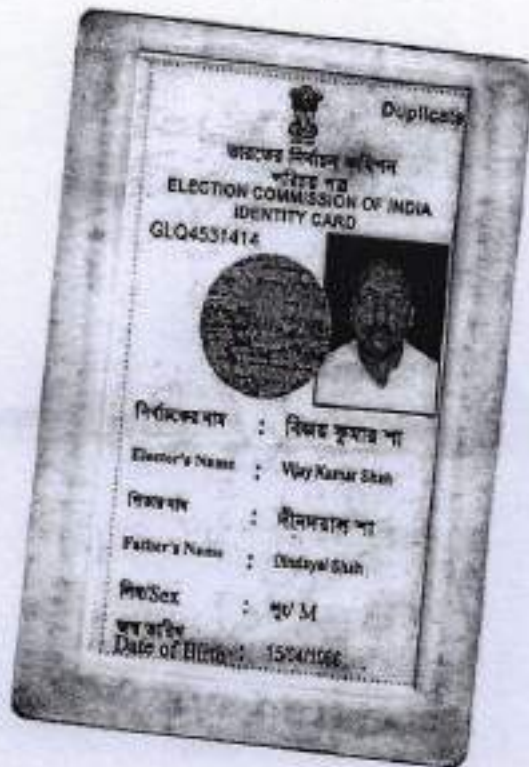 Duplicate
ভারতের নির্বাচন কমিশন
পরিচয় পত্র
ELECTION COMMISSION OF INDIA
IDENTITY CARD
GLQ4531414
নির্বাচকের নাম : বিজয় কুমার শা
Elector's Name : Vijay Kumar Shah
পিতার নাম : দীনদয়াল শা
Father's Name : Dindayal Shah
লিঙ্গ/Sex : পুং/ M
জন্ম তারিখ
Date of Birth :